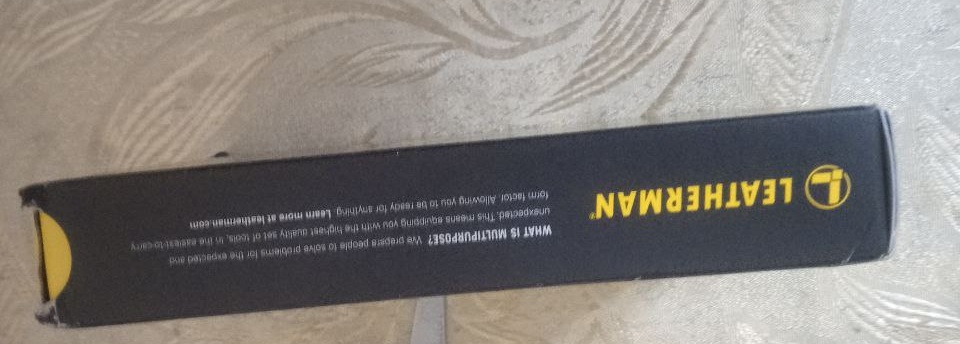 LEATHERMAN®
WHAT IS MULTIPURPOSE? We prepare people to solve problems for the expected and
unexpected. This means equipping you with the highest quality set of tools, in the easiest-to-carry
form factor. Allowing you to be ready for anything. Learn more at leatherman.com